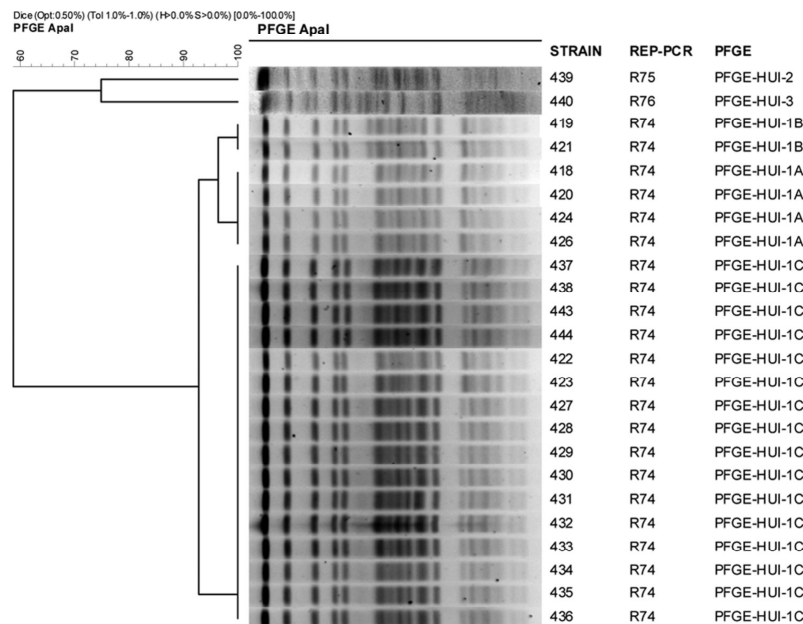 Dice (Opt:0.50%) (Tol 1.0%-1.0%) (H>0.0% S>0.0%) [0.0%-100.0%]
PFGE ApaI PFGE ApaI
60 70 80 90 100
STRAIN REP-PCR PFGE
439 R75 PFGE-HUI-2
440 R76 PFGE-HUI-3
419 R74 PFGE-HUI-1B
421 R74 PFGE-HUI-1B
418 R74 PFGE-HUI-1A
420 R74 PFGE-HUI-1A
424 R74 PFGE-HUI-1A
426 R74 PFGE-HUI-1A
437 R74 PFGE-HUI-1C
438 R74 PFGE-HUI-1C
443 R74 PFGE-HUI-1C
444 R74 PFGE-HUI-1C
422 R74 PFGE-HUI-1C
423 R74 PFGE-HUI-1C
427 R74 PFGE-HUI-1C
428 R74 PFGE-HUI-1C
429 R74 PFGE-HUI-1C
430 R74 PFGE-HUI-1C
431 R74 PFGE-HUI-1C
432 R74 PFGE-HUI-1C
433 R74 PFGE-HUI-1C
434 R74 PFGE-HUI-1C
435 R74 PFGE-HUI-1C
436 R74 PFGE-HUI-1C